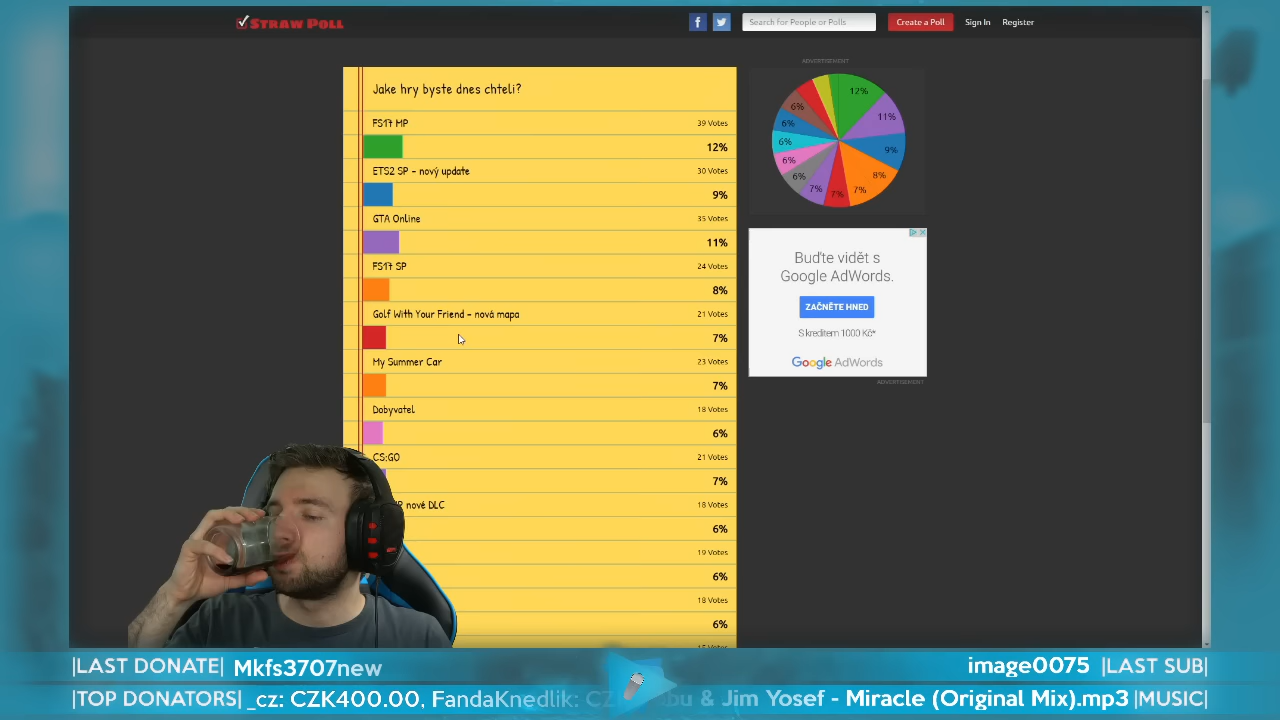 STRAW POLL
Search for People or Polls
Create a Poll
Sign In
Register
Jake hry byste dnes chteli?
FS17 MP
39 Votes
12%
ETS2 SP - nový update
30 Votes
9%
GTA Online
35 Votes
11%
FS17 SP
24 Votes
8%
Golf With Your Friend - nová mapa
21 Votes
7%
My Summer Car
23 Votes
7%
Dobyvatel
18 Votes
6%
CS:GO
21 Votes
7%
nové DLC
18 Votes
6%
19 Votes
6%
18 Votes
6%
ADVERTISEMENT
12%
11%
9%
8%
7%
7%
7%
6%
6%
6%
6%
6%
Buďte vidět s
Google AdWords.
ZAČNĚTE HNED
S kreditem 1000 Kč*
Google AdWords
ADVERTISEMENT
|LAST DONATE| Mkfs3707new
image0075 |LAST SUB|
|TOP DONATORS| _cz: CZK400.00, FandaKnedlik:
& Jim Yosef - Miracle (Original Mix).mp3 |MUSIC|